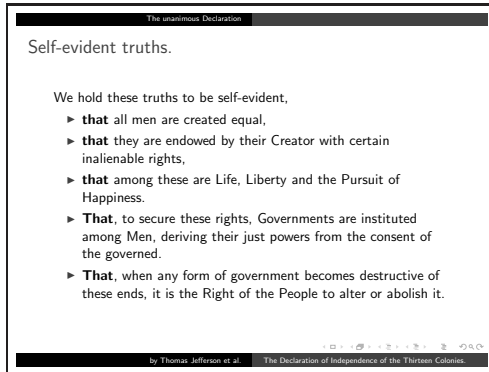 The unanimous Declaration
Self-evident truths.
We hold these truths to be self-evident,
▶ that all men are created equal,
▶ that they are endowed by their Creator with certain
inalienable rights,
▶ that among these are Life, Liberty and the Pursuit of
Happiness.
▶ That, to secure these rights, Governments are instituted
among Men, deriving their just powers from the consent of
the governed.
▶ That, when any form of government becomes destructive of
these ends, it is the Right of the People to alter or abolish it.
by Thomas Jefferson et al. The Declaration of Independence of the Thirteen Colonies.